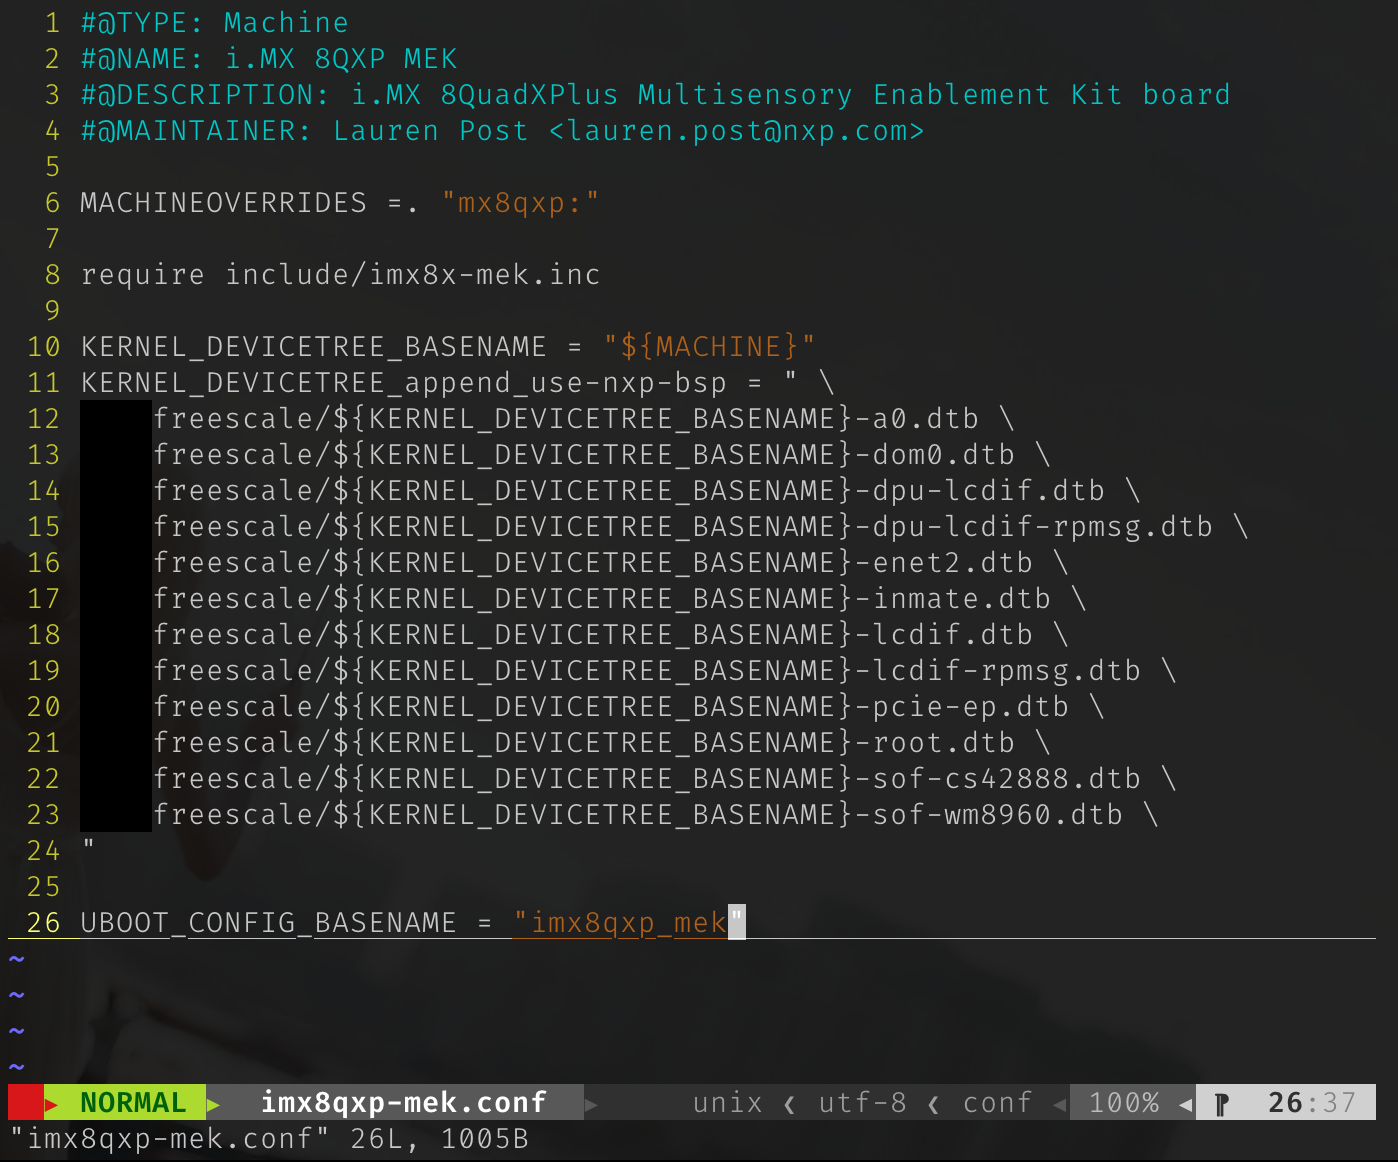 1 #@TYPE: Machine
2 #@NAME: i.MX 8QXP MEK
3 #@DESCRIPTION: i.MX 8QuadXPlus Multisensory Enablement Kit board
4 #@MAINTAINER: Lauren Post <lauren.post@nxp.com>
5
6 MACHINEOVERRIDES =. "mx8qxp:"
7
8 require include/imx8x-mek.inc
9
10 KERNEL_DEVICETREE_BASENAME = "${MACHINE}"
11 KERNEL_DEVICETREE_append_use-nxp-bsp = " \
12     freescale/${KERNEL_DEVICETREE_BASENAME}-a0.dtb \
13     freescale/${KERNEL_DEVICETREE_BASENAME}-dom0.dtb \
14     freescale/${KERNEL_DEVICETREE_BASENAME}-dpu-lcdif.dtb \
15     freescale/${KERNEL_DEVICETREE_BASENAME}-dpu-lcdif-rpmsg.dtb \
16     freescale/${KERNEL_DEVICETREE_BASENAME}-enet2.dtb \
17     freescale/${KERNEL_DEVICETREE_BASENAME}-inmate.dtb \
18     freescale/${KERNEL_DEVICETREE_BASENAME}-lcdif.dtb \
19     freescale/${KERNEL_DEVICETREE_BASENAME}-lcdif-rpmsg.dtb \
20     freescale/${KERNEL_DEVICETREE_BASENAME}-pcie-ep.dtb \
21     freescale/${KERNEL_DEVICETREE_BASENAME}-root.dtb \
22     freescale/${KERNEL_DEVICETREE_BASENAME}-sof-cs42888.dtb \
23     freescale/${KERNEL_DEVICETREE_BASENAME}-sof-wm8960.dtb \
24 "
25
26 UBOOT_CONFIG_BASENAME = "imx8qxp_mek"
~
~
~
~
NORMAL imx8qxp-mek.conf unix ❮ utf-8 ❮ conf 100% ⁋ 26:37
"imx8qxp-mek.conf" 26L, 1005B